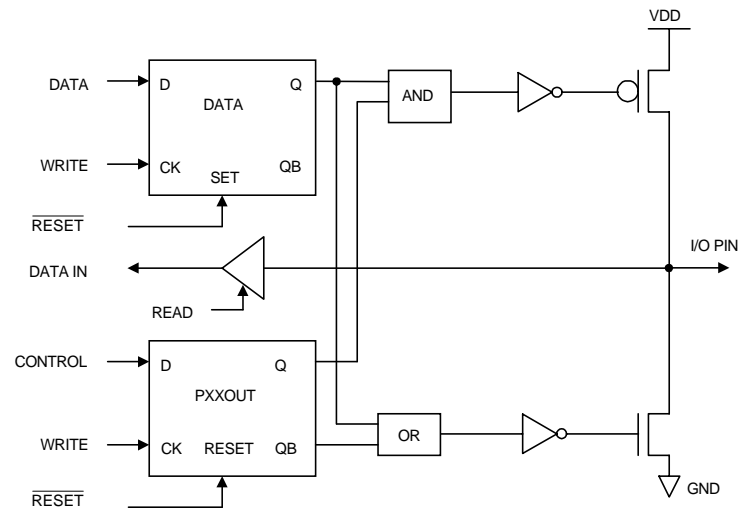 VDD
DATA
D
Q
DATA
AND
WRITE
CK
QB
SET
RESET
I/O PIN
DATA IN
READ
CONTROL
D
Q
PXXOUT
OR
WRITE
CK
RESET
QB
RESET
GND